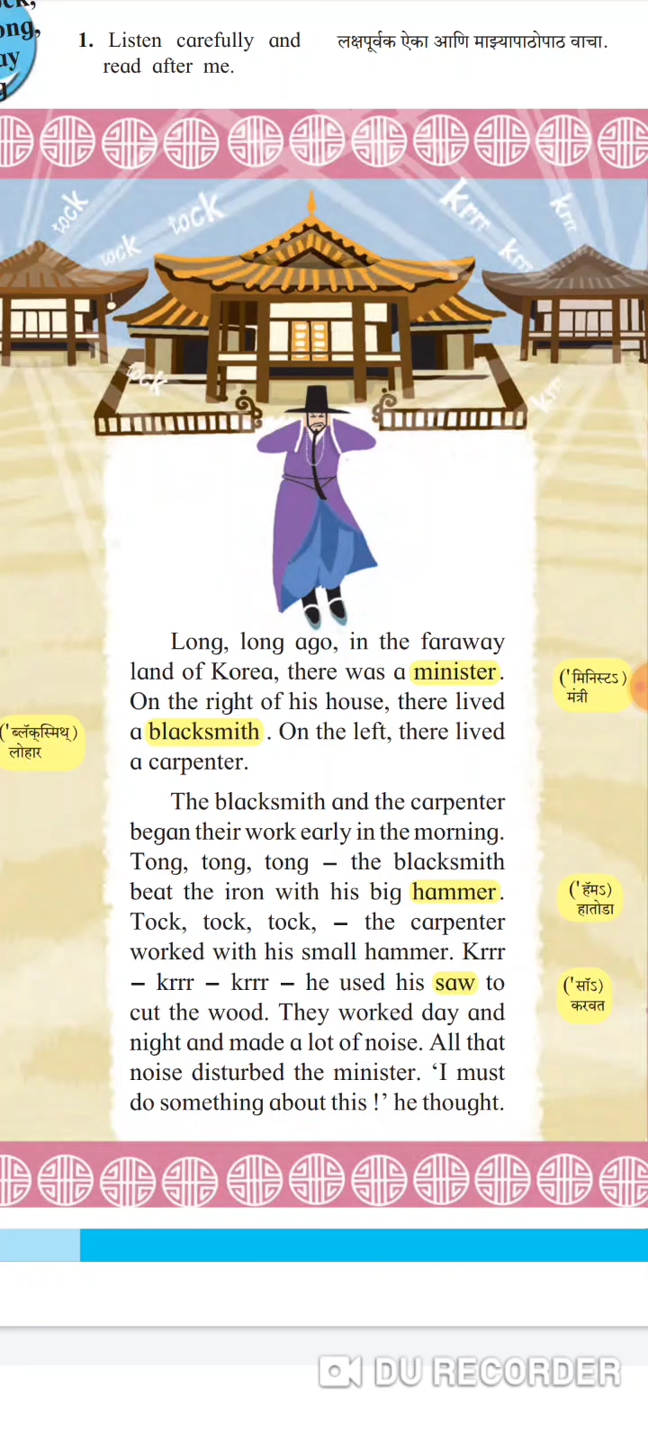 ong,
ay
1. Listen carefully and
read after me.
लक्षपूर्वक ऐका आणि माझ्यापाठोपाठ वाचा.
tock
ock
tock
krrr
krr
krr
tock
krr
Long, long ago, in the faraway
land of Korea, there was a minister.
On the right of his house, there lived
a blacksmith . On the left, there lived
a carpenter.
('मिनिस्टऽ)
मंत्री
('ब्लॅक्‌स्मिथ्)
लोहार
The blacksmith and the carpenter
began their work early in the morning.
Tong, tong, tong – the blacksmith
beat the iron with his big hammer.
Tock, tock, tock, – the carpenter
worked with his small hammer. Krrr
– krrr – krrr – he used his saw to
cut the wood. They worked day and
night and made a lot of noise. All that
noise disturbed the minister. ‘I must
do something about this !’ he thought.
('हॅमऽ)
हातोडा
('सॉऽ)
करवत
DU RECORDER